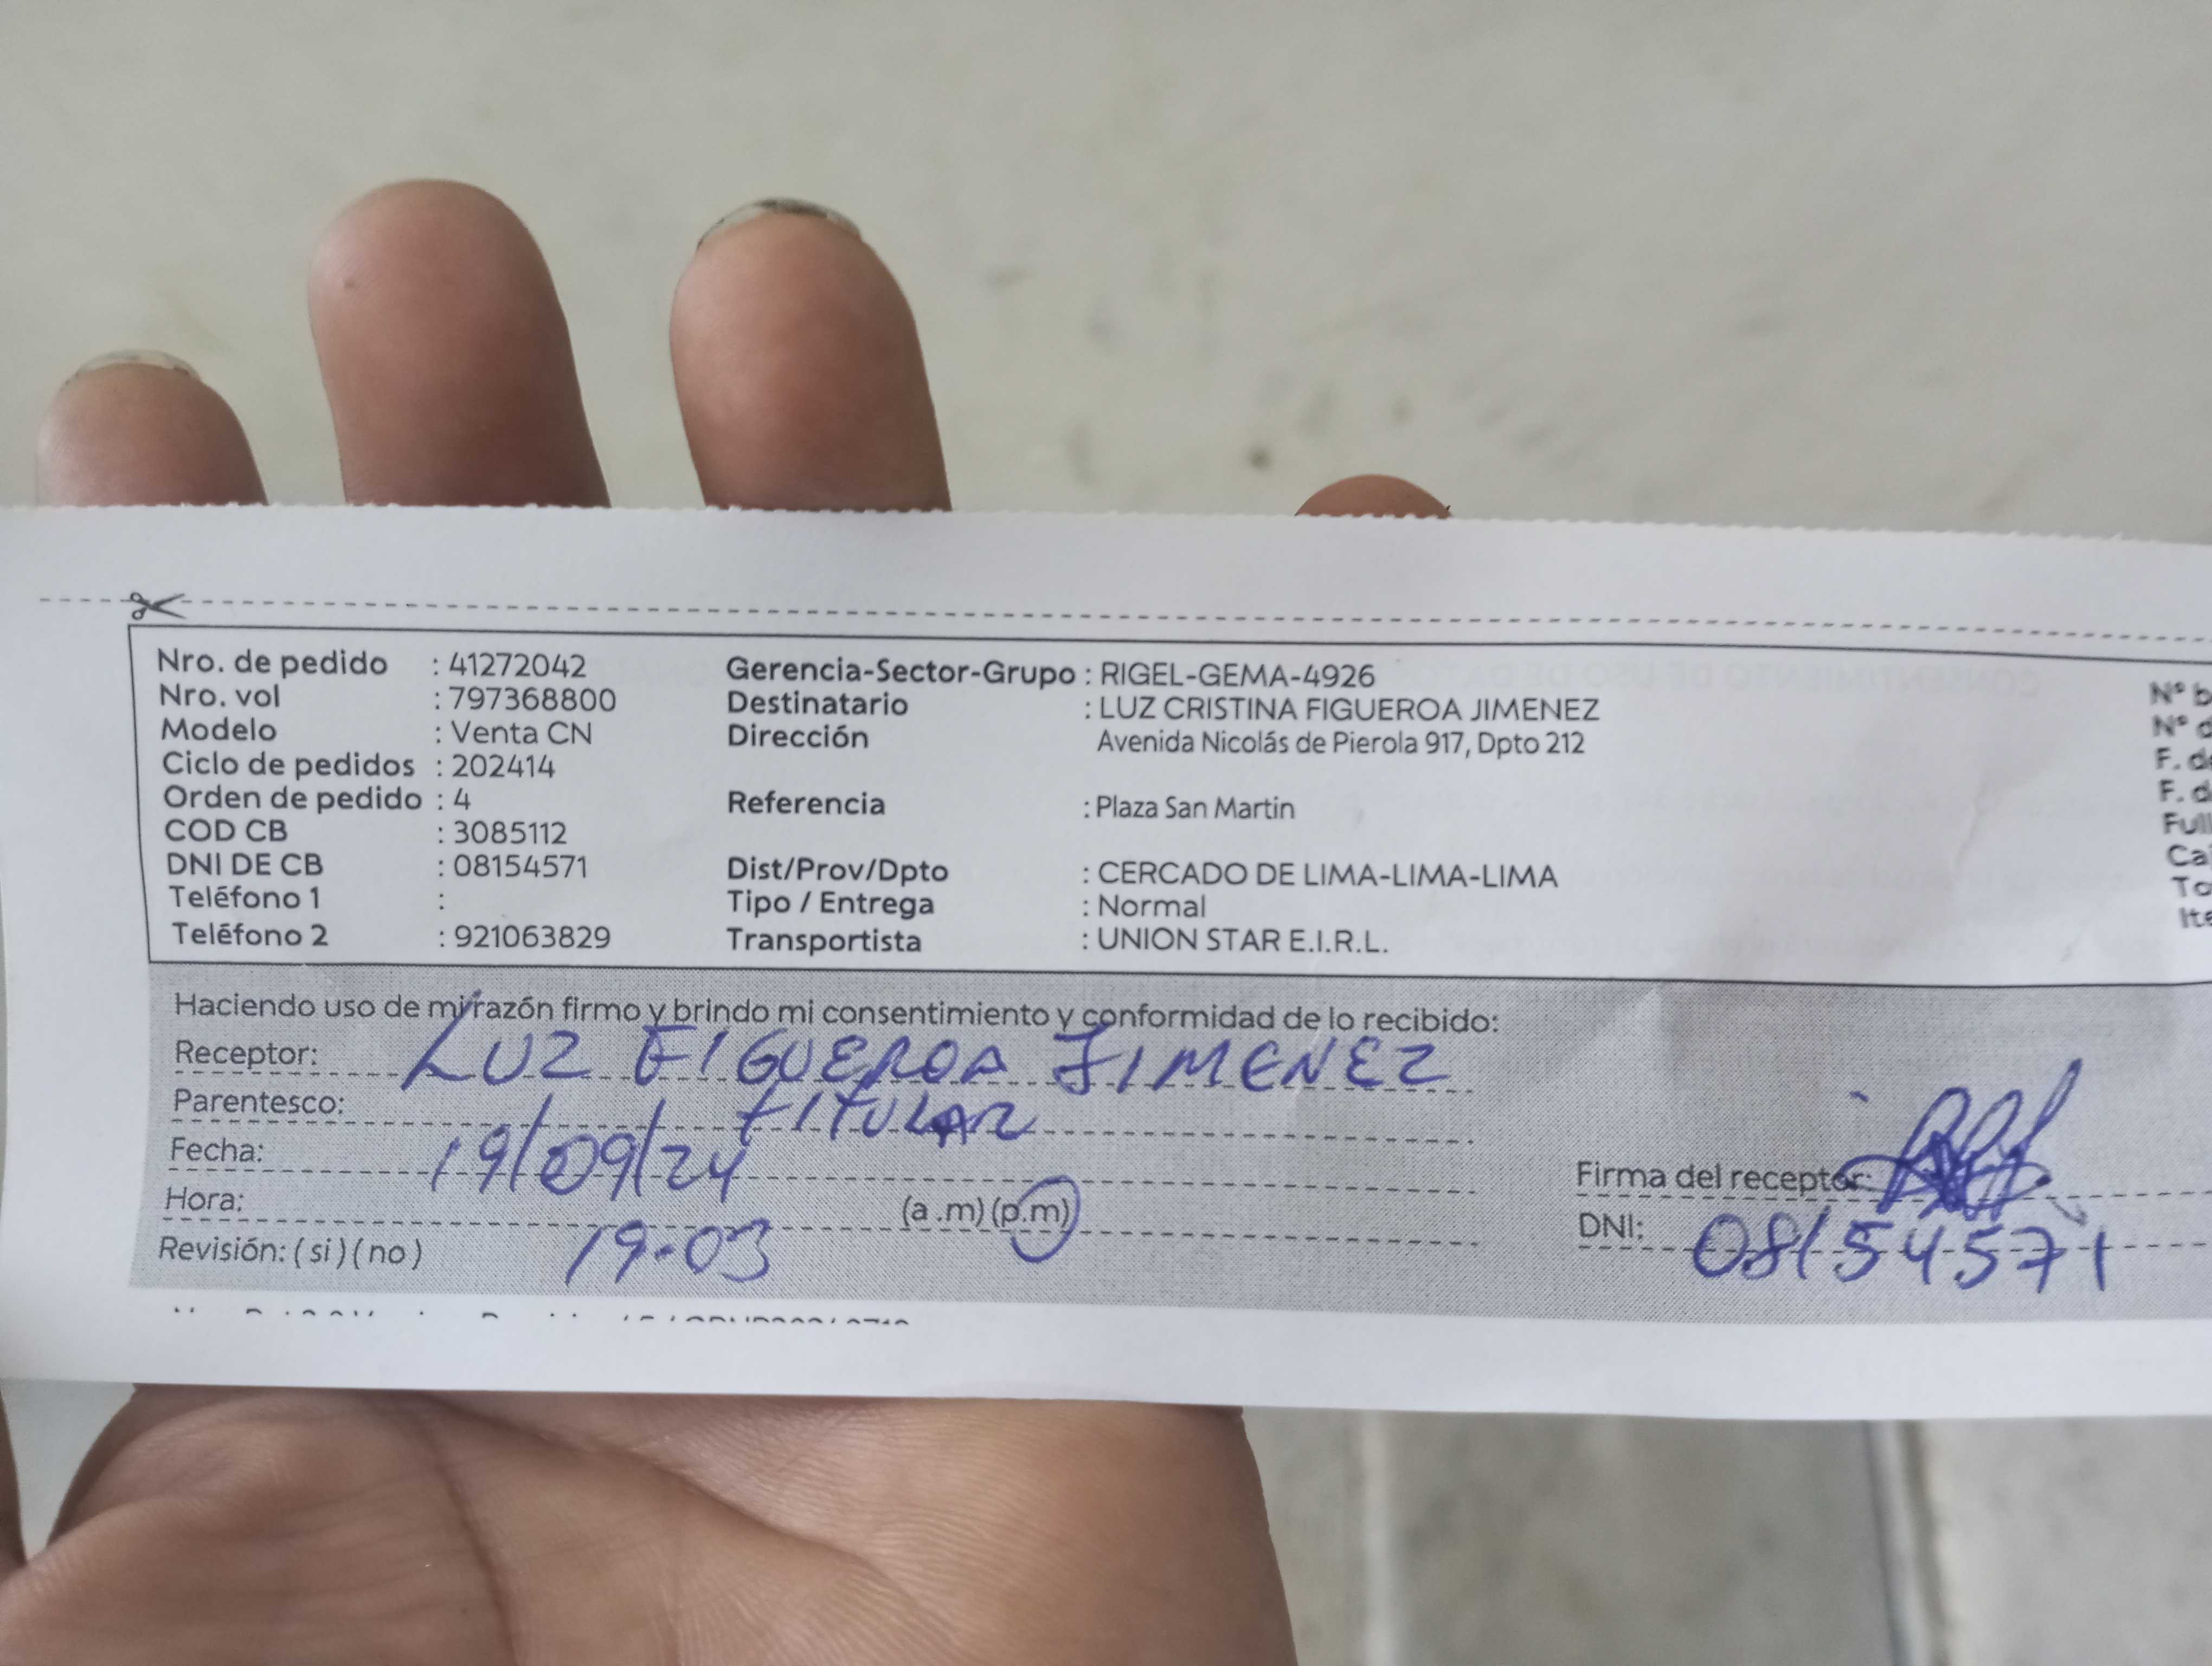 Nro. de pedido : 41272042
Nro. vol : 797368800
Modelo : Venta CN
Ciclo de pedidos : 202414
Orden de pedido : 4
COD CB : 3085112
DNI DE CB : 08154571
Teléfono 1 :
Teléfono 2 : 921063829
Gerencia-Sector-Grupo : RIGEL-GEMA-4926
Destinatario : LUZ CRISTINA FIGUEROA JIMENEZ
Dirección Avenida Nicolás de Pierola 917, Dpto 212
Referencia : Plaza San Martin
Dist/Prov/Dpto : CERCADO DE LIMA-LIMA-LIMA
Tipo / Entrega : Normal
Transportista : UNION STAR E.I.R.L.
N° b
N° d
F. de
F. d
Full
Ca
To
Ite
Haciendo uso de mi razón firmo y brindo mi consentimiento y conformidad de lo recibido:
Receptor: LUZ FIGUEROA JIMENEZ
Parentesco: TITULAR
Fecha: 19/09/24
Hora: 19-03 (a .m) (p.m)
Revisión: ( si ) ( no )
Firma del receptor:
DNI: 08154571